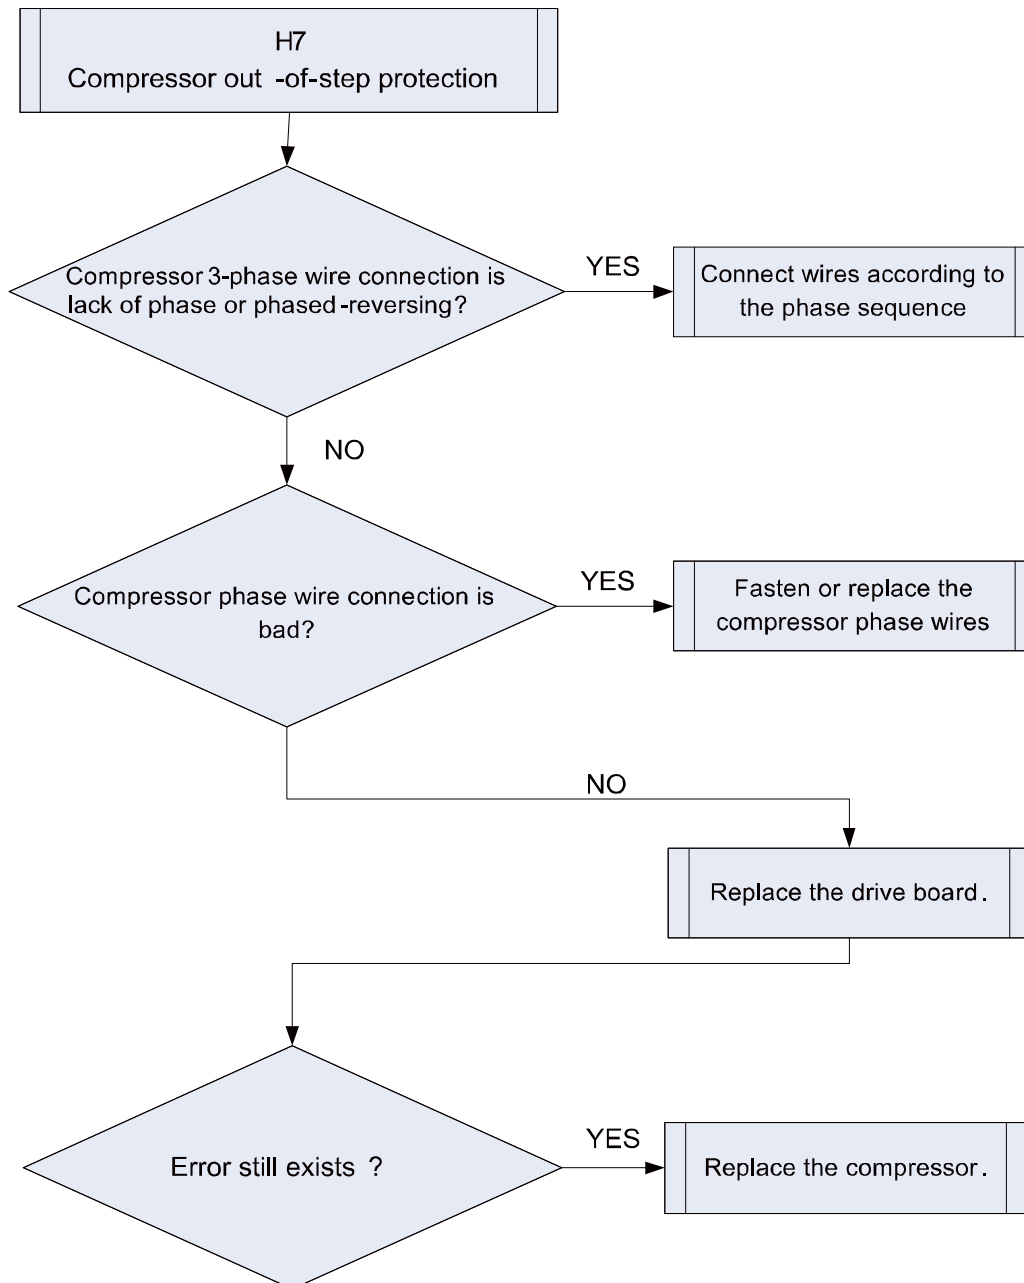 H7
Compressor out -of-step protection
Compressor 3-phase wire connection is
lack of phase or phased-reversing?
YES
Connect wires according to
the phase sequence
NO
Compressor phase wire connection is
bad?
YES
Fasten or replace the
compressor phase wires
NO
Replace the drive board.
Error still exists ?
YES
Replace the compressor.